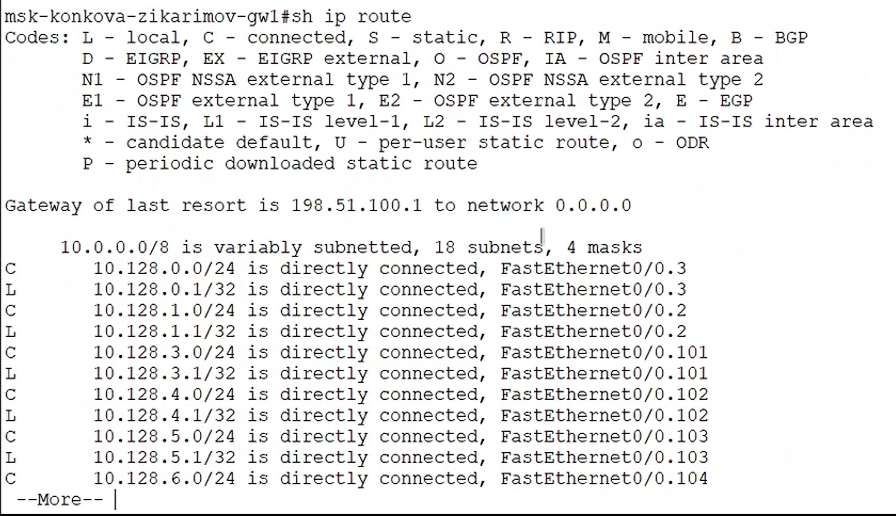 msk-konkova-zikarimov-gw1#sh ip route
Codes: L - local, C - connected, S - static, R - RIP, M - mobile, B - BGP
D - EIGRP, EX - EIGRP external, O - OSPF, IA - OSPF inter area
N1 - OSPF NSSA external type 1, N2 - OSPF NSSA external type 2
E1 - OSPF external type 1, E2 - OSPF external type 2, E - EGP
i - IS-IS, L1 - IS-IS level-1, L2 - IS-IS level-2, ia - IS-IS inter area
* - candidate default, U - per-user static route, o - ODR
P - periodic downloaded static route
Gateway of last resort is 198.51.100.1 to network 0.0.0.0
10.0.0.0/8 is variably subnetted, 18 subnets, 4 masks
C 10.128.0.0/24 is directly connected, FastEthernet0/0.3
L 10.128.0.1/32 is directly connected, FastEthernet0/0.3
C 10.128.1.0/24 is directly connected, FastEthernet0/0.2
L 10.128.1.1/32 is directly connected, FastEthernet0/0.2
C 10.128.3.0/24 is directly connected, FastEthernet0/0.101
L 10.128.3.1/32 is directly connected, FastEthernet0/0.101
C 10.128.4.0/24 is directly connected, FastEthernet0/0.102
L 10.128.4.1/32 is directly connected, FastEthernet0/0.102
C 10.128.5.0/24 is directly connected, FastEthernet0/0.103
L 10.128.5.1/32 is directly connected, FastEthernet0/0.103
C 10.128.6.0/24 is directly connected, FastEthernet0/0.104
--More--